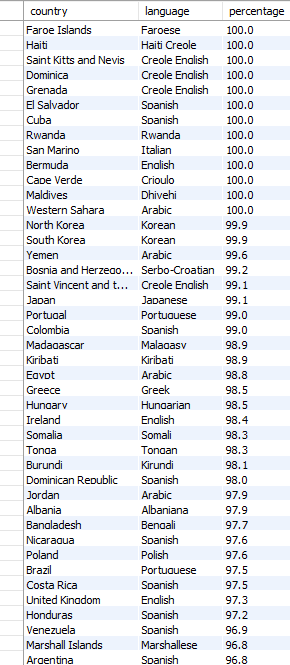 country language percentage
Faroe Islands Faroese 100.0
Haiti Haiti Creole 100.0
Saint Kitts and Nevis Creole English 100.0
Dominica Creole English 100.0
Grenada Creole English 100.0
El Salvador Spanish 100.0
Cuba Spanish 100.0
Rwanda Rwanda 100.0
San Marino Italian 100.0
Bermuda English 100.0
Cape Verde Crioulo 100.0
Maldives Dhivehi 100.0
Western Sahara Arabic 100.0
North Korea Korean 99.9
South Korea Korean 99.9
Yemen Arabic 99.6
Bosnia and Herzego... Serbo-Croatian 99.2
Saint Vincent and t... Creole English 99.1
Japan Japanese 99.1
Portugal Portuguese 99.0
Colombia Spanish 99.0
Madagascar Malagasy 98.9
Kiribati Kiribati 98.9
Egypt Arabic 98.8
Greece Greek 98.5
Hungary Hungarian 98.5
Ireland English 98.4
Somalia Somali 98.3
Tonga Tongan 98.3
Burundi Kirundi 98.1
Dominican Republic Spanish 98.0
Jordan Arabic 97.9
Albania Albaniana 97.9
Bangladesh Bengali 97.7
Nicaragua Spanish 97.6
Poland Polish 97.6
Brazil Portuguese 97.5
Costa Rica Spanish 97.5
United Kingdom English 97.3
Honduras Spanish 97.2
Venezuela Spanish 96.9
Marshall Islands Marshallese 96.8
Argentina Spanish 96.8